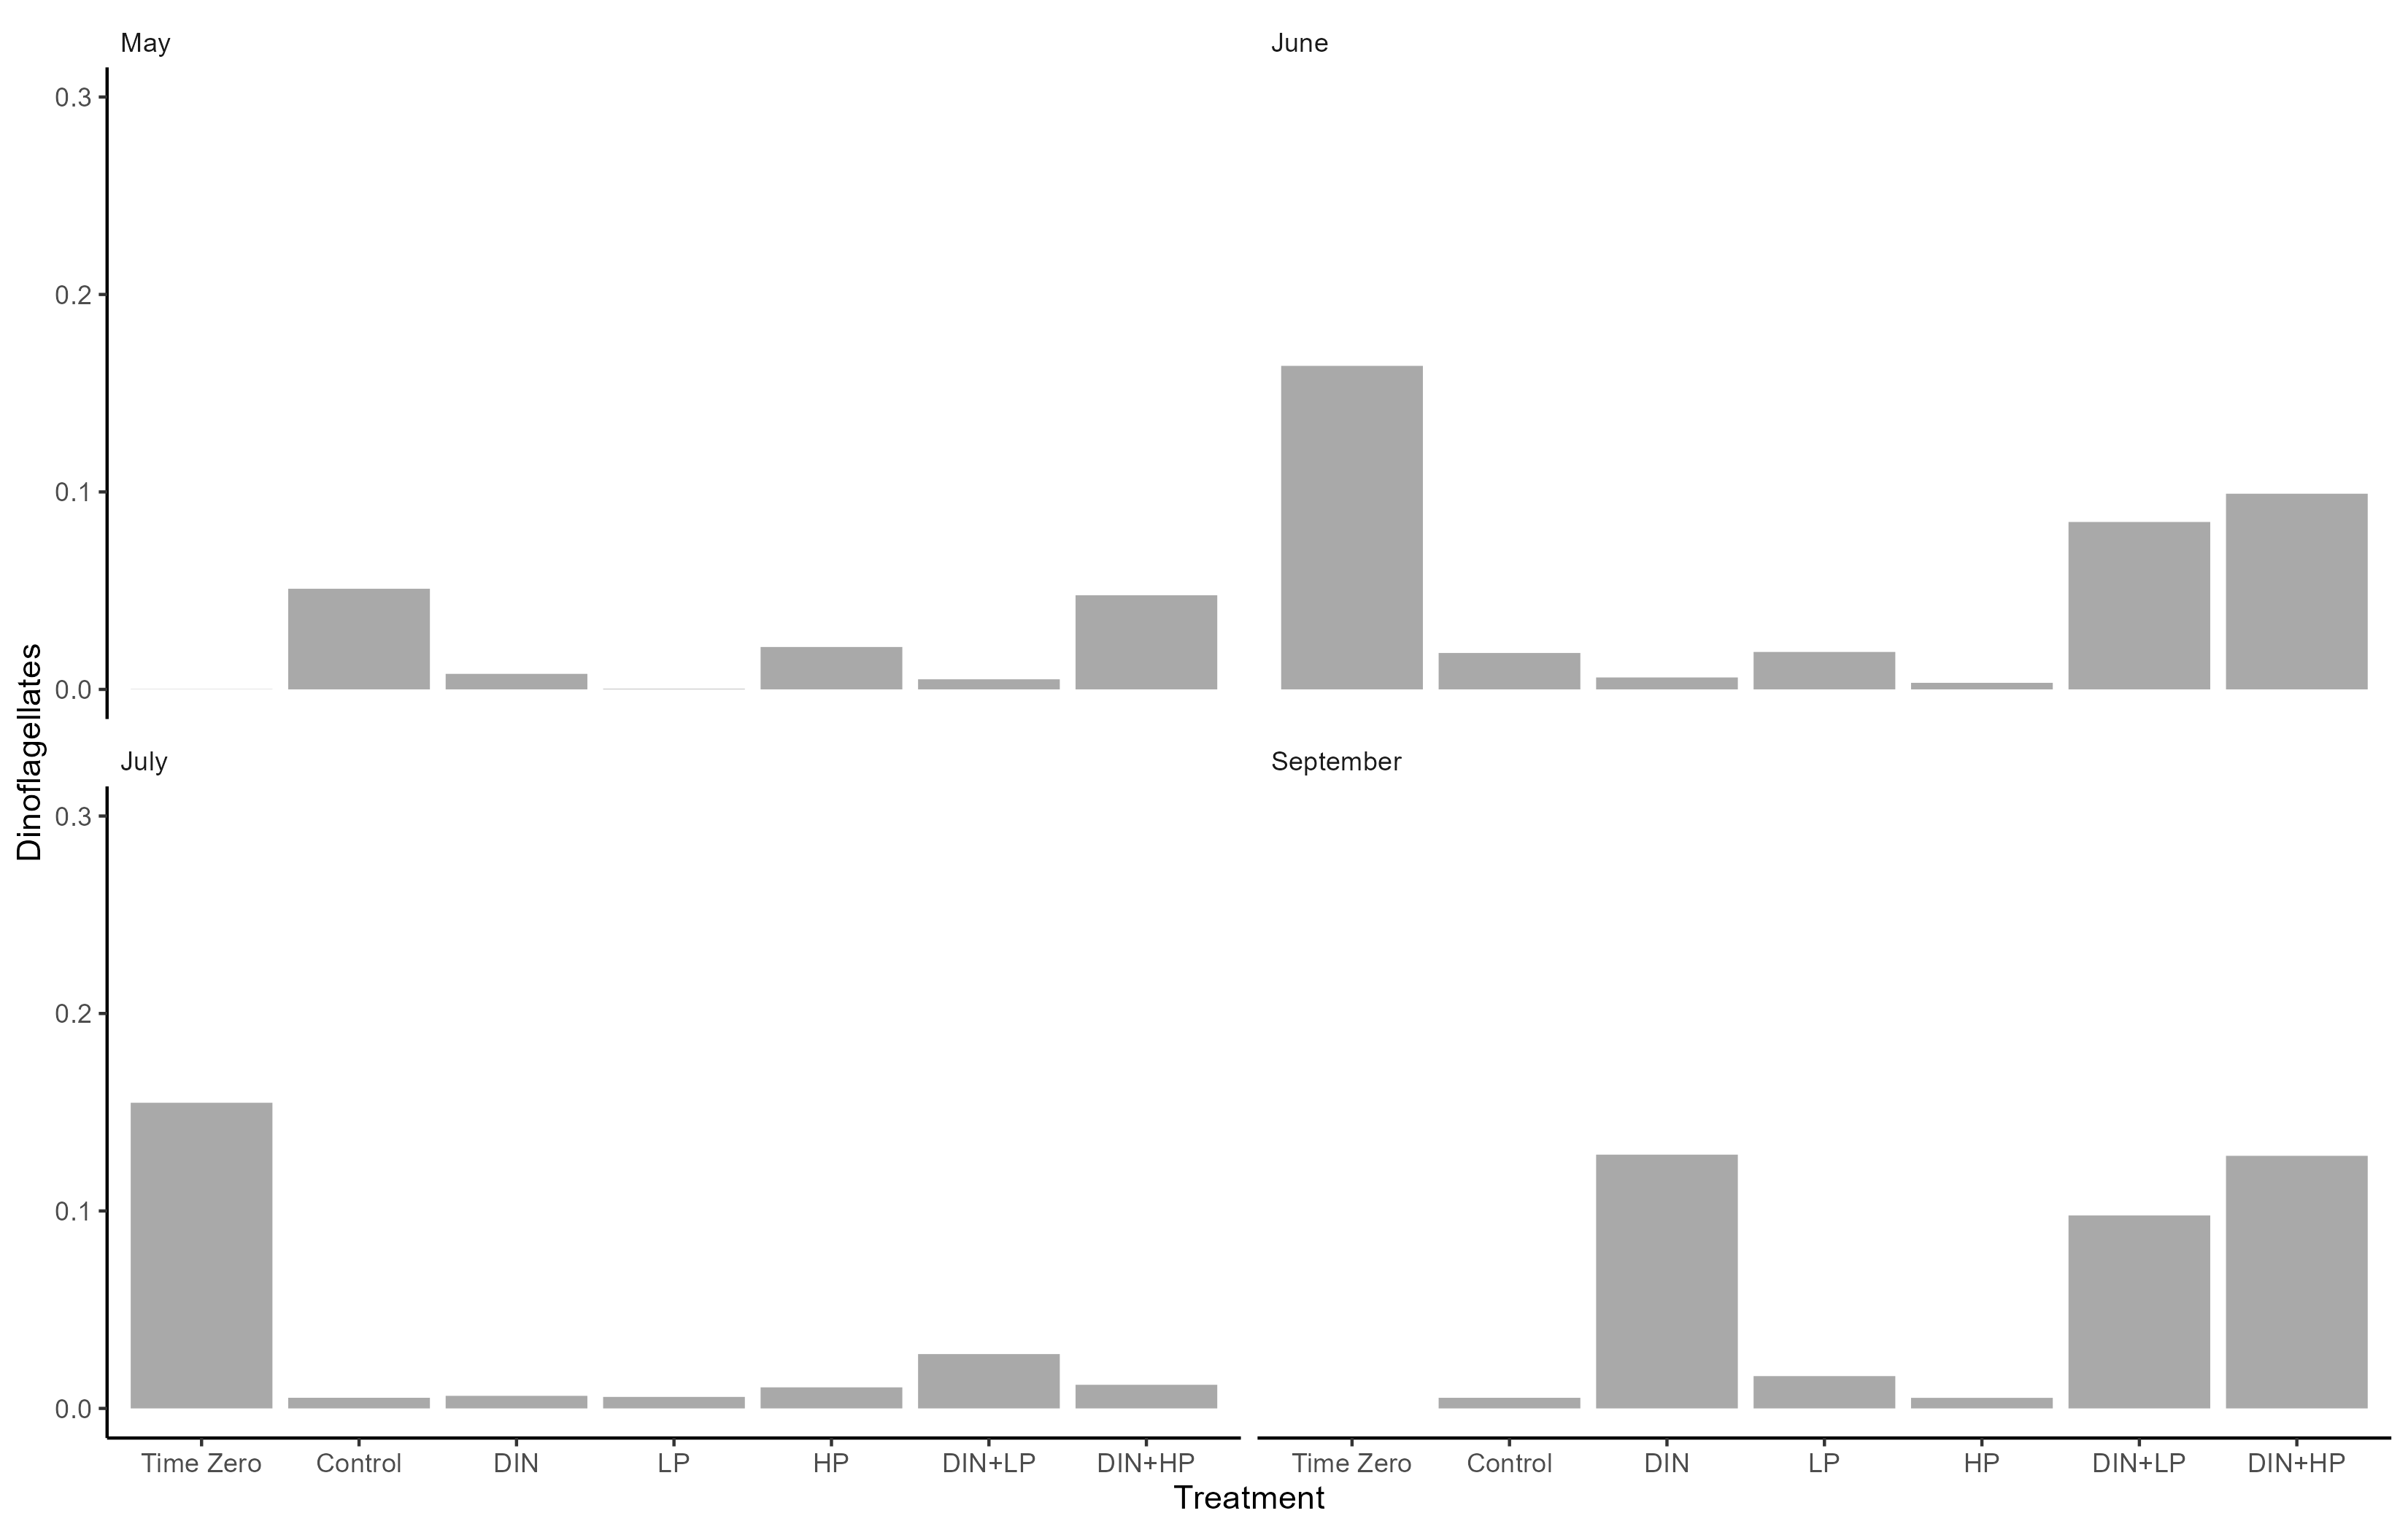 May
June
0.3
0.2
0.1
0.0
Dinoflagellates
July
September
0.3
0.2
0.1
0.0
Time Zero Control DIN LP HP DIN+LP DIN+HP
Time Zero Control DIN LP HP DIN+LP DIN+HP
Treatment